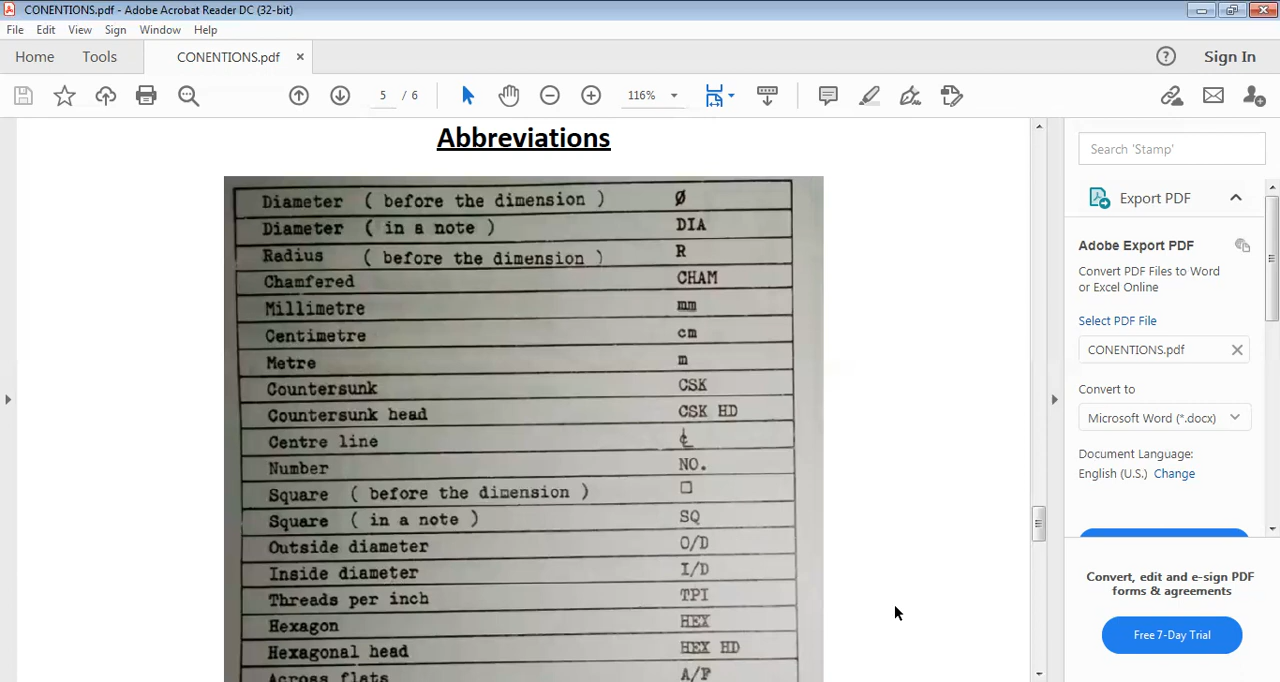 CONENTIONS.pdf - Adobe Acrobat Reader DC (32-bit)
File Edit View Sign Window Help
Home Tools CONENTIONS.pdf ×
? Sign In
5 / 6 116%
Abbreviations
Search 'Stamp'
Diameter ( before the dimension ) Ø
Diameter ( in a note ) DIA
Radius ( before the dimension ) R
Chamfered CHAM
Millimetre mm
Centimetre cm
Metre m
Countersunk CSK
Countersunk head CSK HD
Centre line ℄
Number NO.
Square ( before the dimension ) □
Square ( in a note ) SQ
Outside diameter O/D
Inside diameter I/D
Threads per inch TPI
Hexagon HEX
Hexagonal head HEX HD
Across flats A/F
Export PDF
Adobe Export PDF
Convert PDF Files to Word
or Excel Online
Select PDF File
CONENTIONS.pdf
Convert to
Microsoft Word (*.docx)
Document Language:
English (U.S.) Change
Convert, edit and e-sign PDF
forms & agreements
Free 7-Day Trial